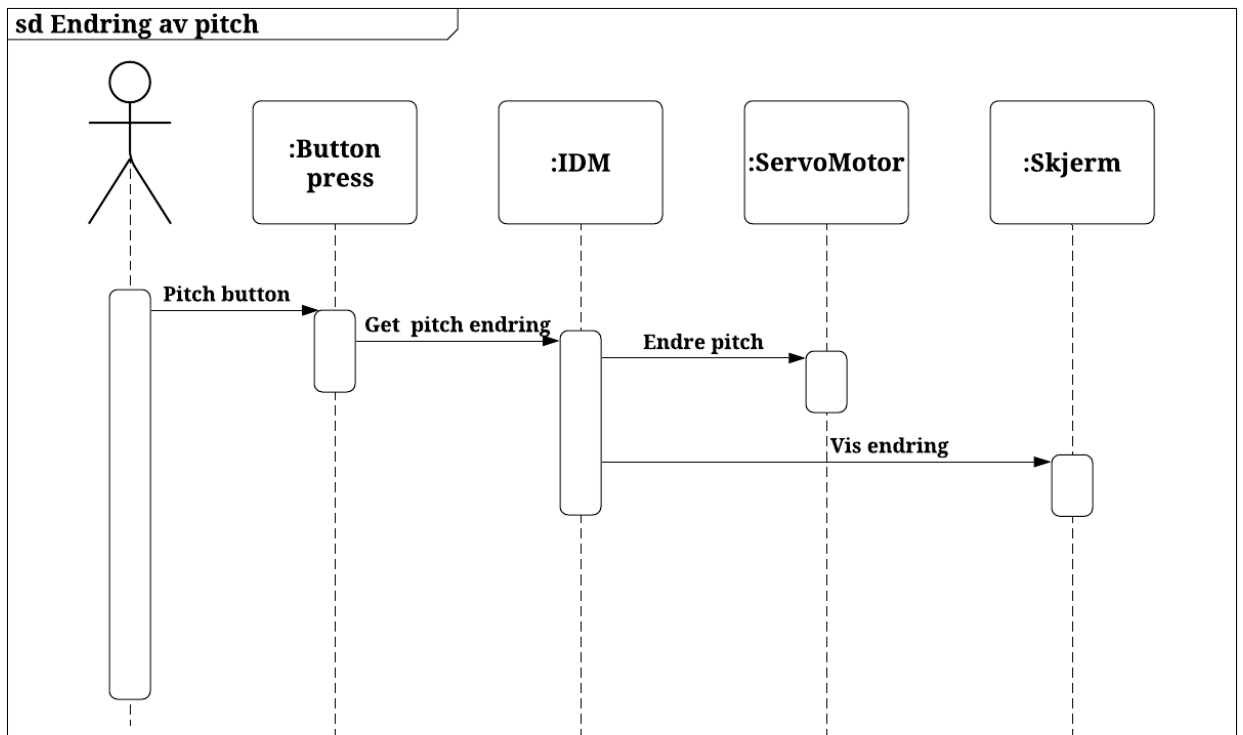 sd Endring av pitch
:Button
press
:IDM
:ServoMotor
:Skjerm
Pitch button
Get  pitch endring
Endre pitch
Vis endring